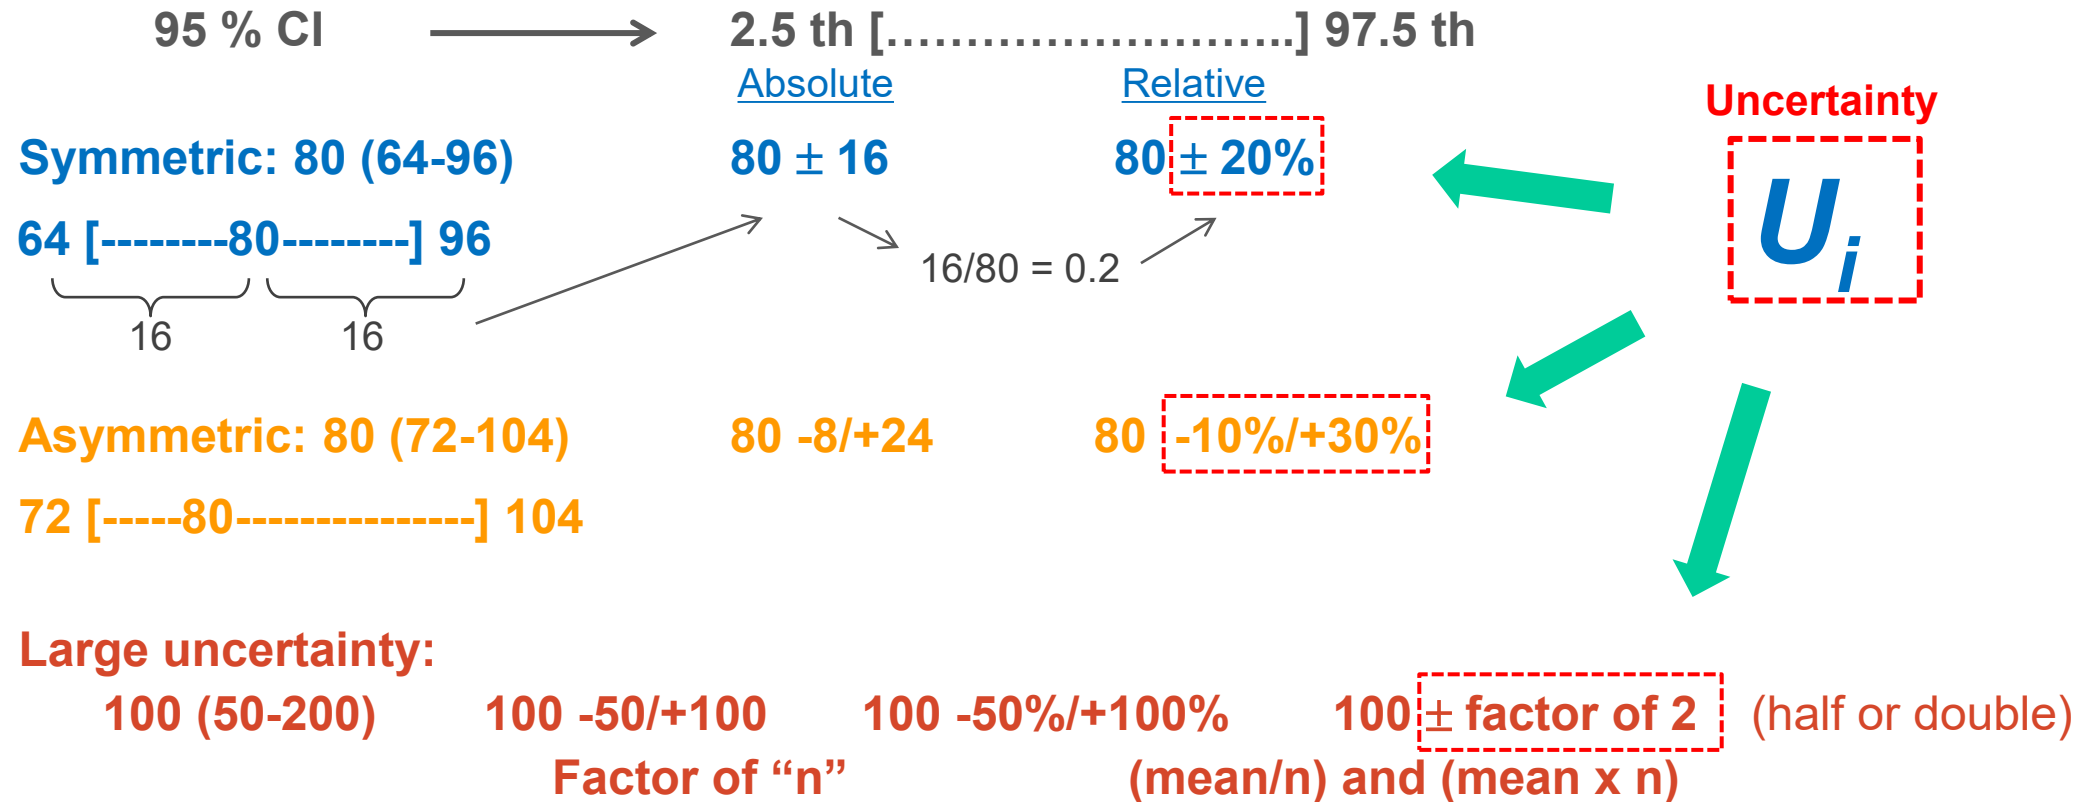 95 % CI 2.5 th [……………………..] 97.5 th
Absolute Relative
Uncertainty
Symmetric: 80 (64-96) 80 ± 16 80 ± 20%
U i
64 [--------80--------] 96
16/80 = 0.2
16 16
Asymmetric: 80 (72-104) 80 -8/+24 80 -10%/+30%
72 [-----80---------------] 104
Large uncertainty:
100 (50-200) 100 -50/+100 100 -50%/+100% 100 ± factor of 2 (half or double)
Factor of “n” (mean/n) and (mean x n)